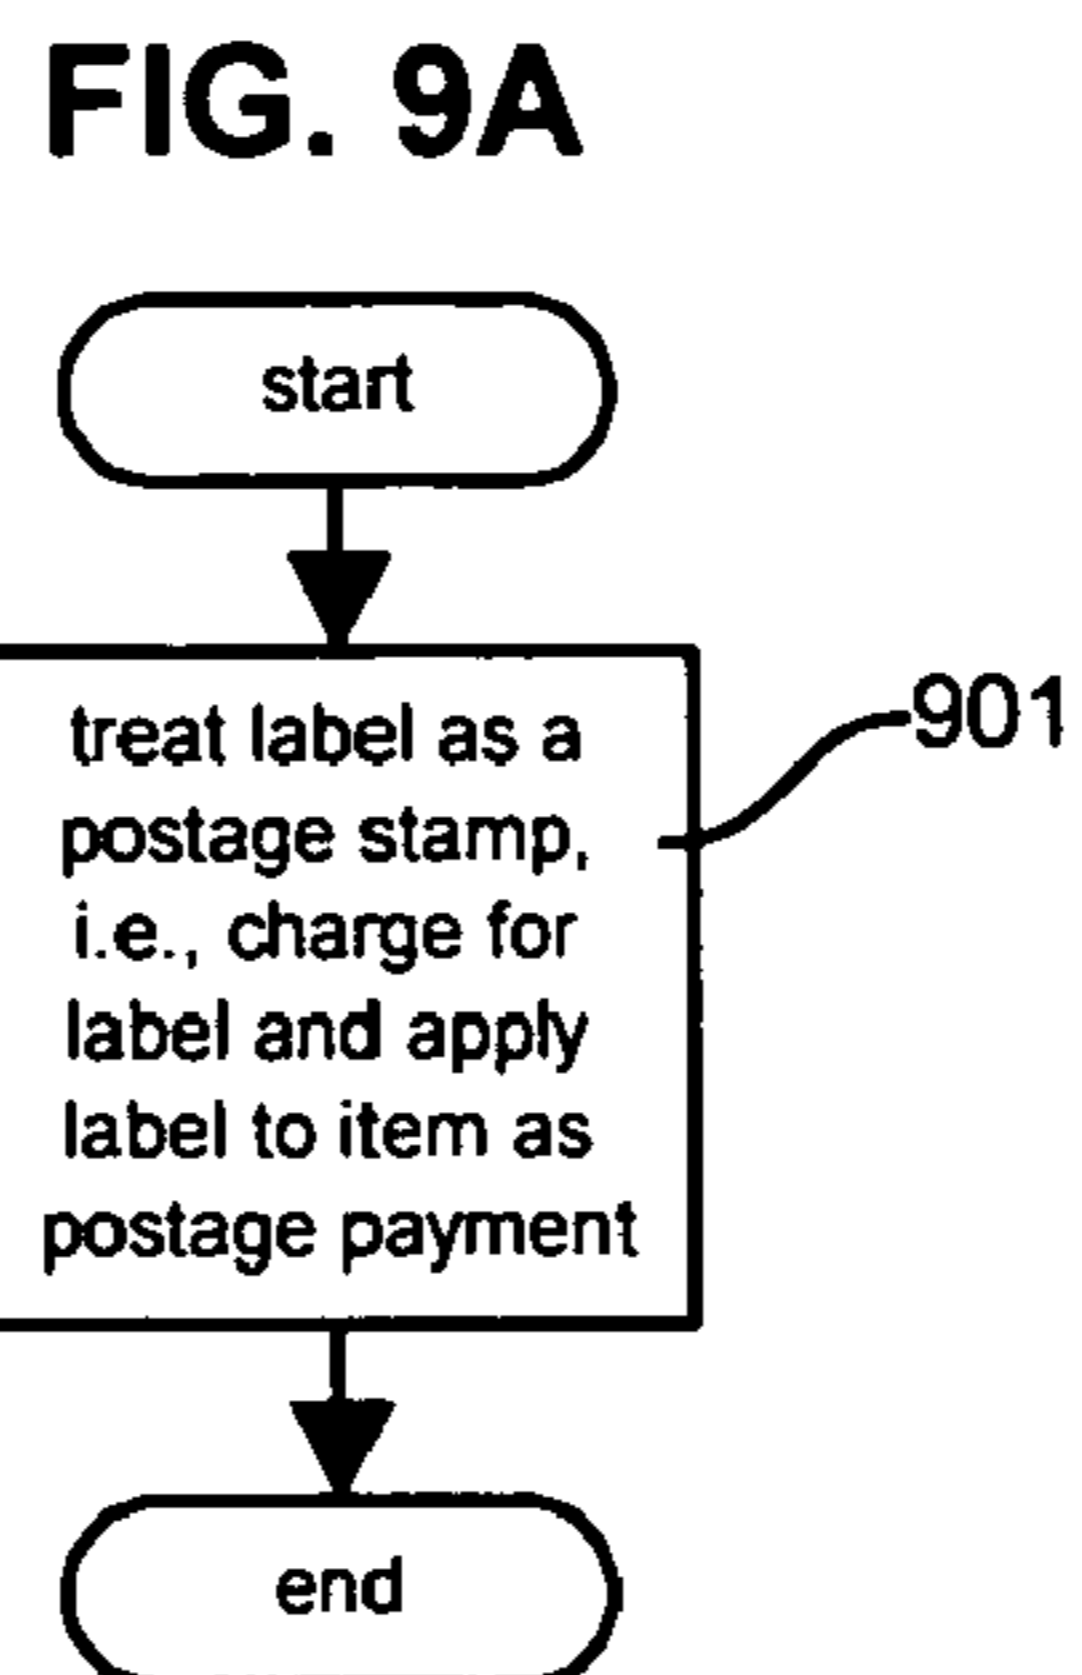 FIG. 9A
start
treat label as a
postage stamp,
i.e., charge for
label and apply
label to item as
postage payment
901
end